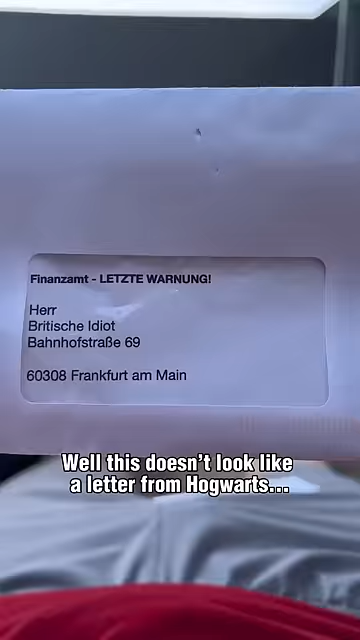 Finanzamt - LETZTE WARNUNG!
Herr
Britische Idiot
Bahnhofstraße 69
60308 Frankfurt am Main
Well this doesn't look like
a letter from Hogwarts...